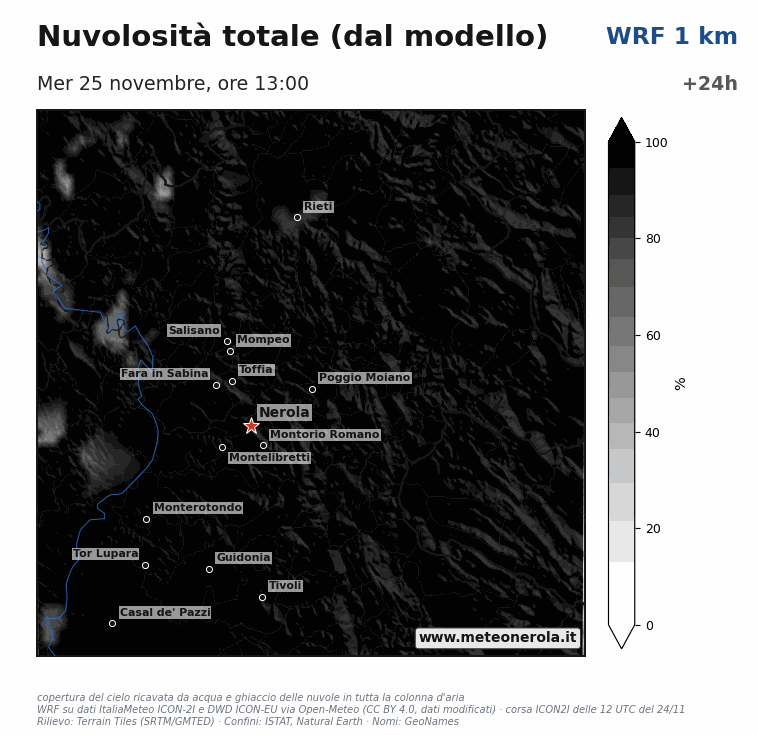 Nuvolosità totale (dal modello)
WRF 1 km
Mer 25 novembre, ore 13:00
+24h
100
80
60
40
20
0
%
Rieti
Salisano
Mompeo
Fara in Sabina
Toffia
Poggio Moiano
Nerola
Montorio Romano
Montelibretti
Monterotondo
Tor Lupara
Guidonia
Tivoli
Casal de' Pazzi
www.meteonerola.it
copertura del cielo ricavata da acqua e ghiaccio delle nuvole in tutta la colonna d'aria
WRF su dati ItaliaMeteo ICON-2I e DWD ICON-EU via Open-Meteo (CC BY 4.0, dati modificati) · corsa ICON2I delle 12 UTC del 24/11
Rilievo: Terrain Tiles (SRTM/GMTED) · Confini: ISTAT, Natural Earth · Nomi: GeoNames